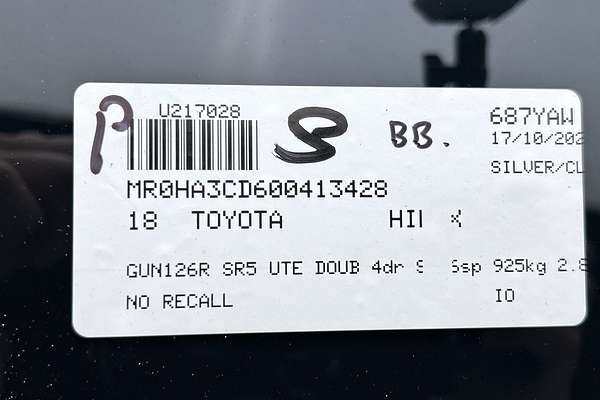 P
U217028
S
BB.
687YAW
17/10/202
SILVER/CL
MR0HA3CD600413428
18 TOYOTA
GUN126R SR5 UTE DOUB 4dr 6sp 925kg 2.8
NO RECALL
IO